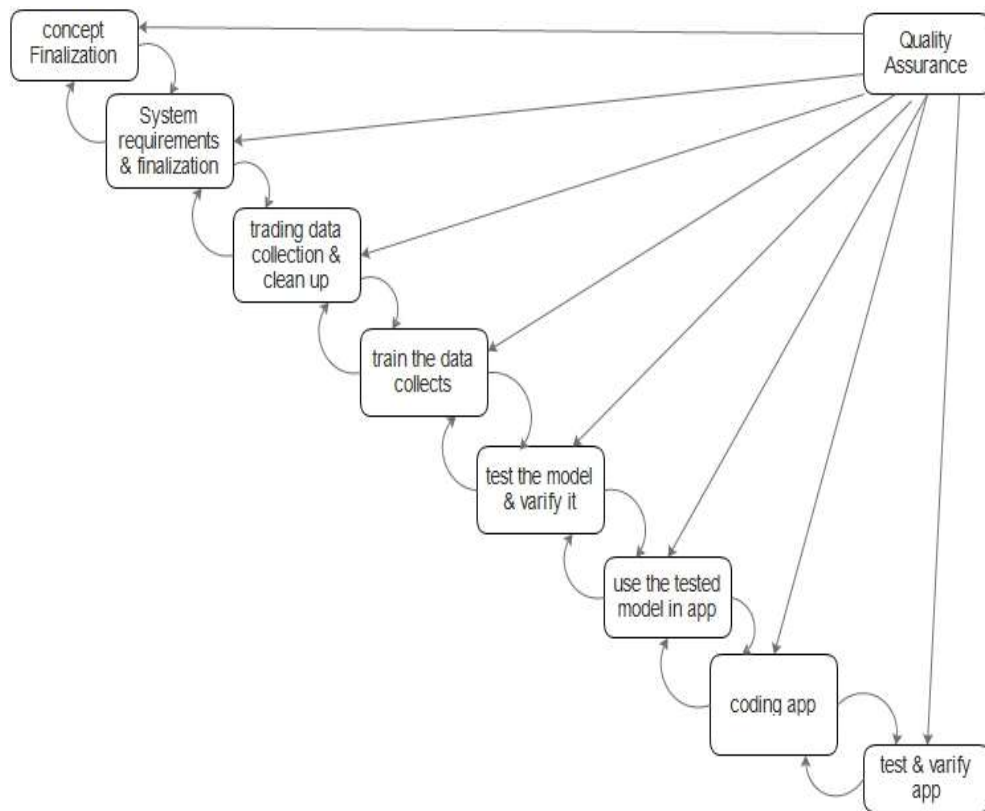 concept
Finalization
Quality
Assurance
System
requirements
& finalization
trading data
collection &
clean up
train the data
collects
test the model
& varify it
use the tested
model in app
coding app
test & varify
app